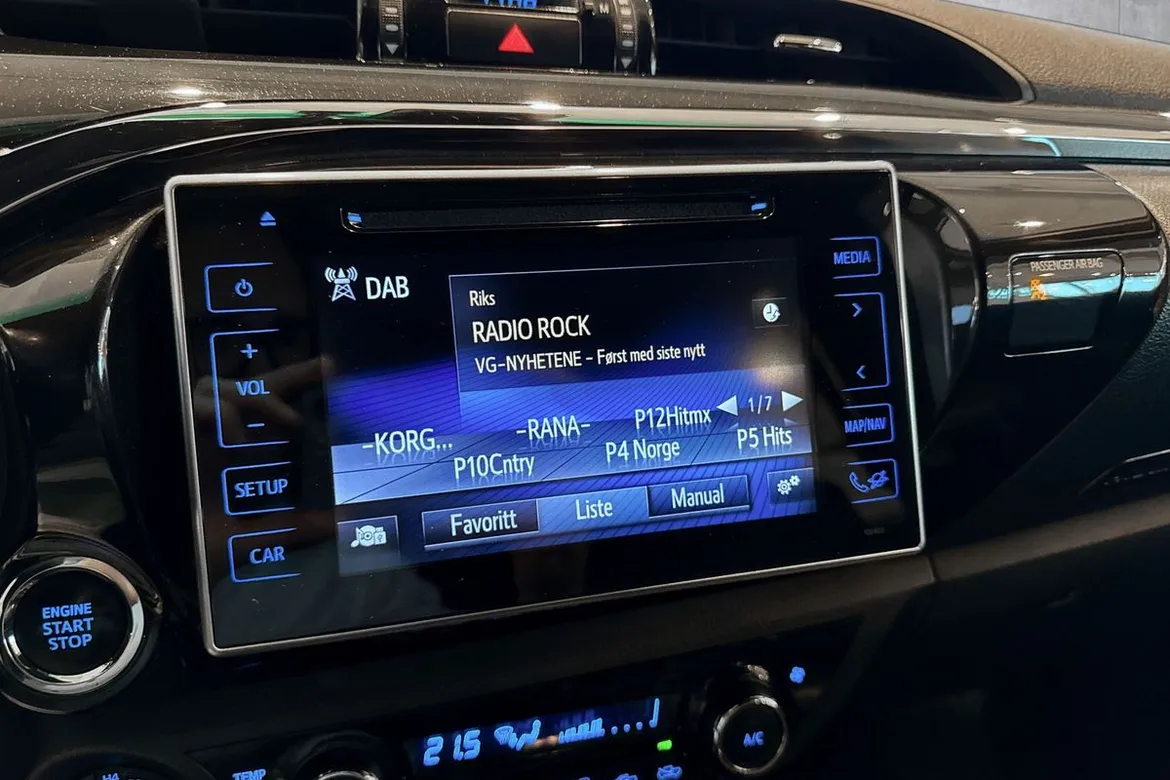 M
PASSENGER AIR BAG
MEDIA
VOL
SETUP
CAR
MAP/NAV
DAB
Riks
RADIO ROCK
VG-NYHETENE - Først med siste nytt
1/7
-KORG... -RANA- P12Hitmx
P10Cntry P4 Norge P5 Hits
Favoritt Liste Manual
ENGINE
START
STOP
21.5
A/C
H4
TEMP